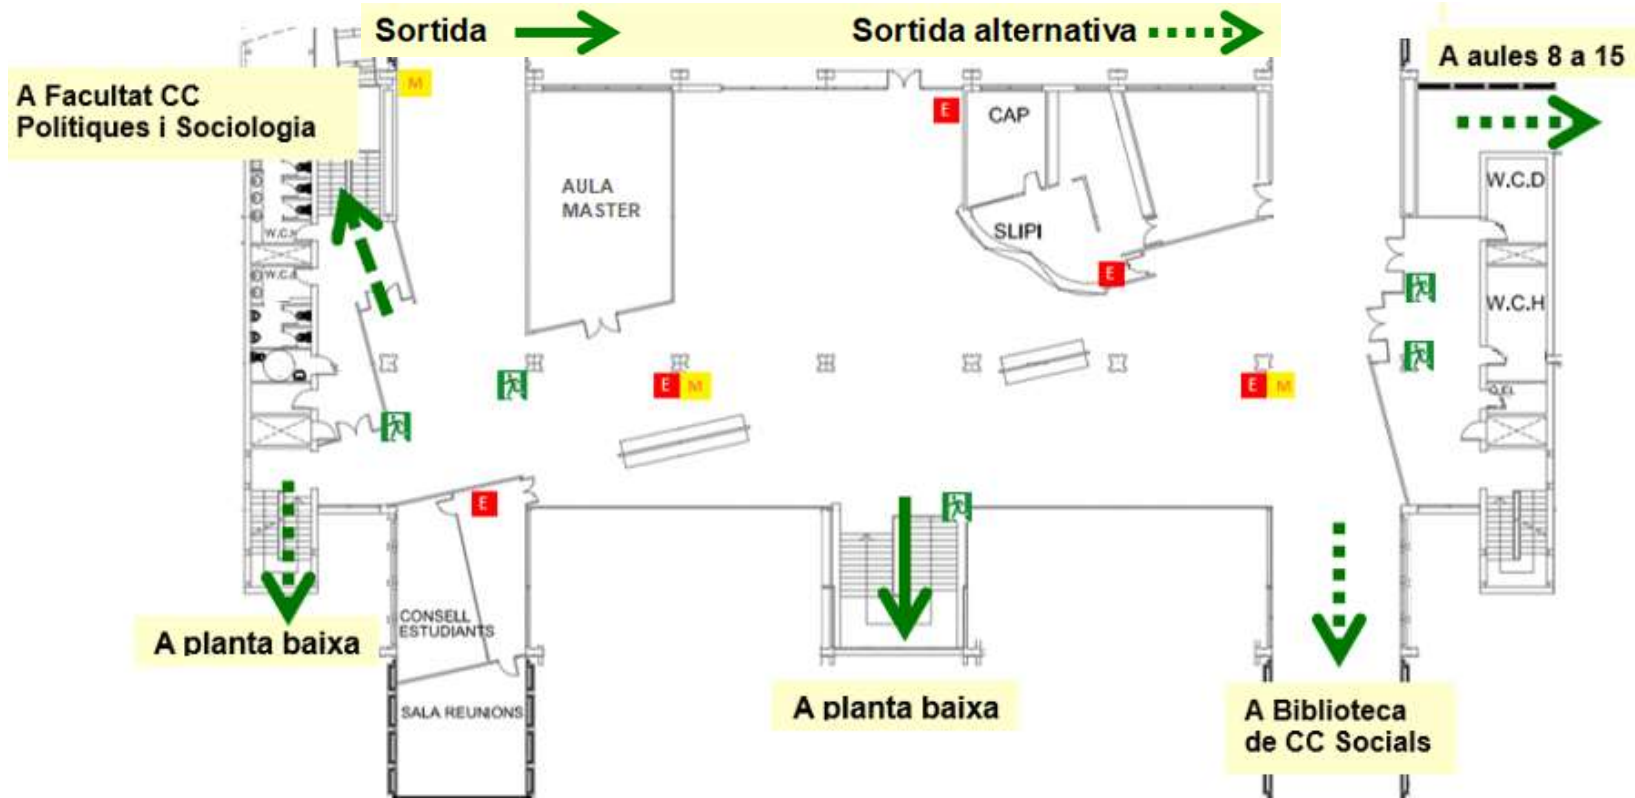 Sortida
Sortida alternativa
A aules 8 a 15
A Facultat CC
Polítiques i Sociologia
M
E
CAP
W.C.D
AULA
MASTER
SLIPI
W.C.H
E
W.C.H
E M
E M
E
CONSELL
ESTUDIANTS
A planta baixa
A planta baixa
SALA REUNIONS
A Biblioteca
de CC Socials